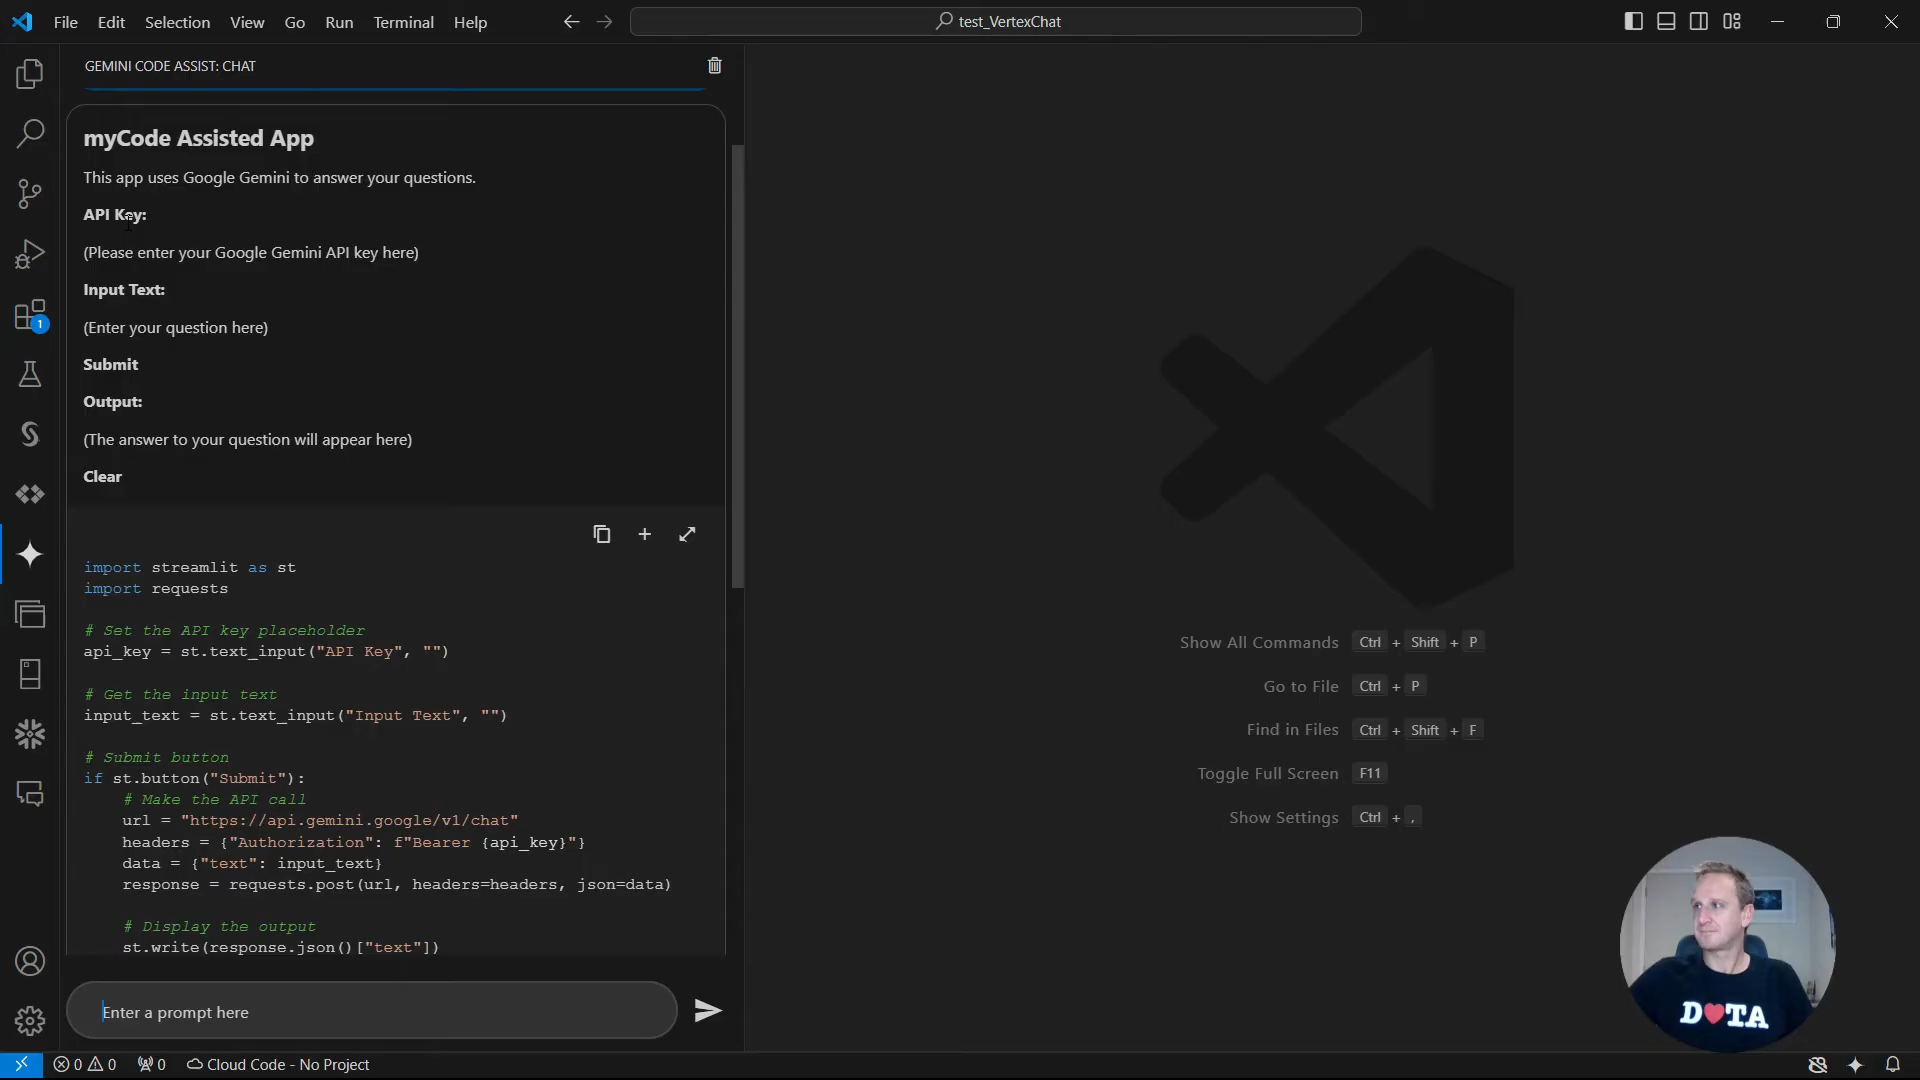 File Edit Selection View Go Run Terminal Help
test_VertexChat
GEMINI CODE ASSIST: CHAT
myCode Assisted App
This app uses Google Gemini to answer your questions.
API Key:
(Please enter your Google Gemini API key here)
Input Text:
(Enter your question here)
Submit
Output:
(The answer to your question will appear here)
Clear
import streamlit as st
import requests
# Set the API key placeholder
api_key = st.text_input("API Key", "")
# Get the input text
input_text = st.text_input("Input Text", "")
# Submit button
if st.button("Submit"):
# Make the API call
url = "https://api.gemini.google/v1/chat"
headers = {"Authorization": f"Bearer {api_key}"}
data = {"text": input_text}
response = requests.post(url, headers=headers, json=data)
# Display the output
st.write(response.json()["text"])
Enter a prompt here
1
Show All Commands Ctrl + Shift + P
Go to File Ctrl + P
Find in Files Ctrl + Shift + F
Toggle Full Screen F11
Show Settings Ctrl + ,
D♥TA
0 0 0 Cloud Code - No Project